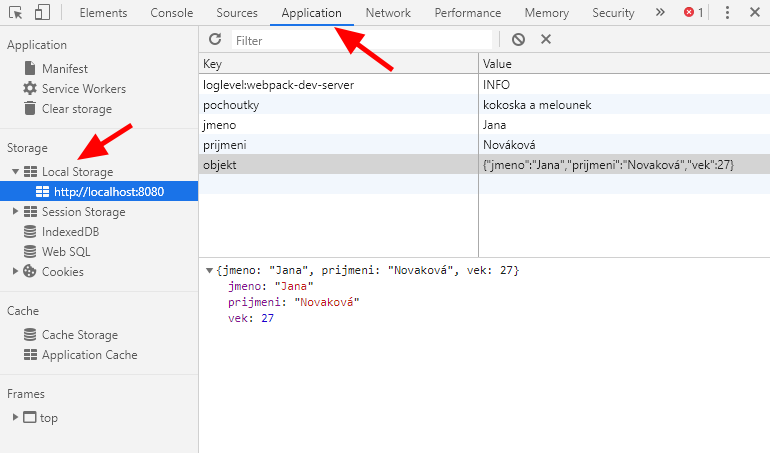 Elements Console Sources Application Network Performance Memory Security » 1
Application
Manifest
Service Workers
Clear storage
Storage
Local Storage
http://localhost:8080
Session Storage
IndexedDB
Web SQL
Cookies
Cache
Cache Storage
Application Cache
Frames
top
Filter
Key Value
loglevel:webpack-dev-server INFO
pochoutky kokoska a melounek
jmeno Jana
prijmeni Nováková
objekt {"jmeno":"Jana","prijmeni":"Novaková","vek":27}
{jmeno: "Jana", prijmeni: "Novaková", vek: 27}
jmeno: "Jana"
prijmeni: "Novaková"
vek: 27